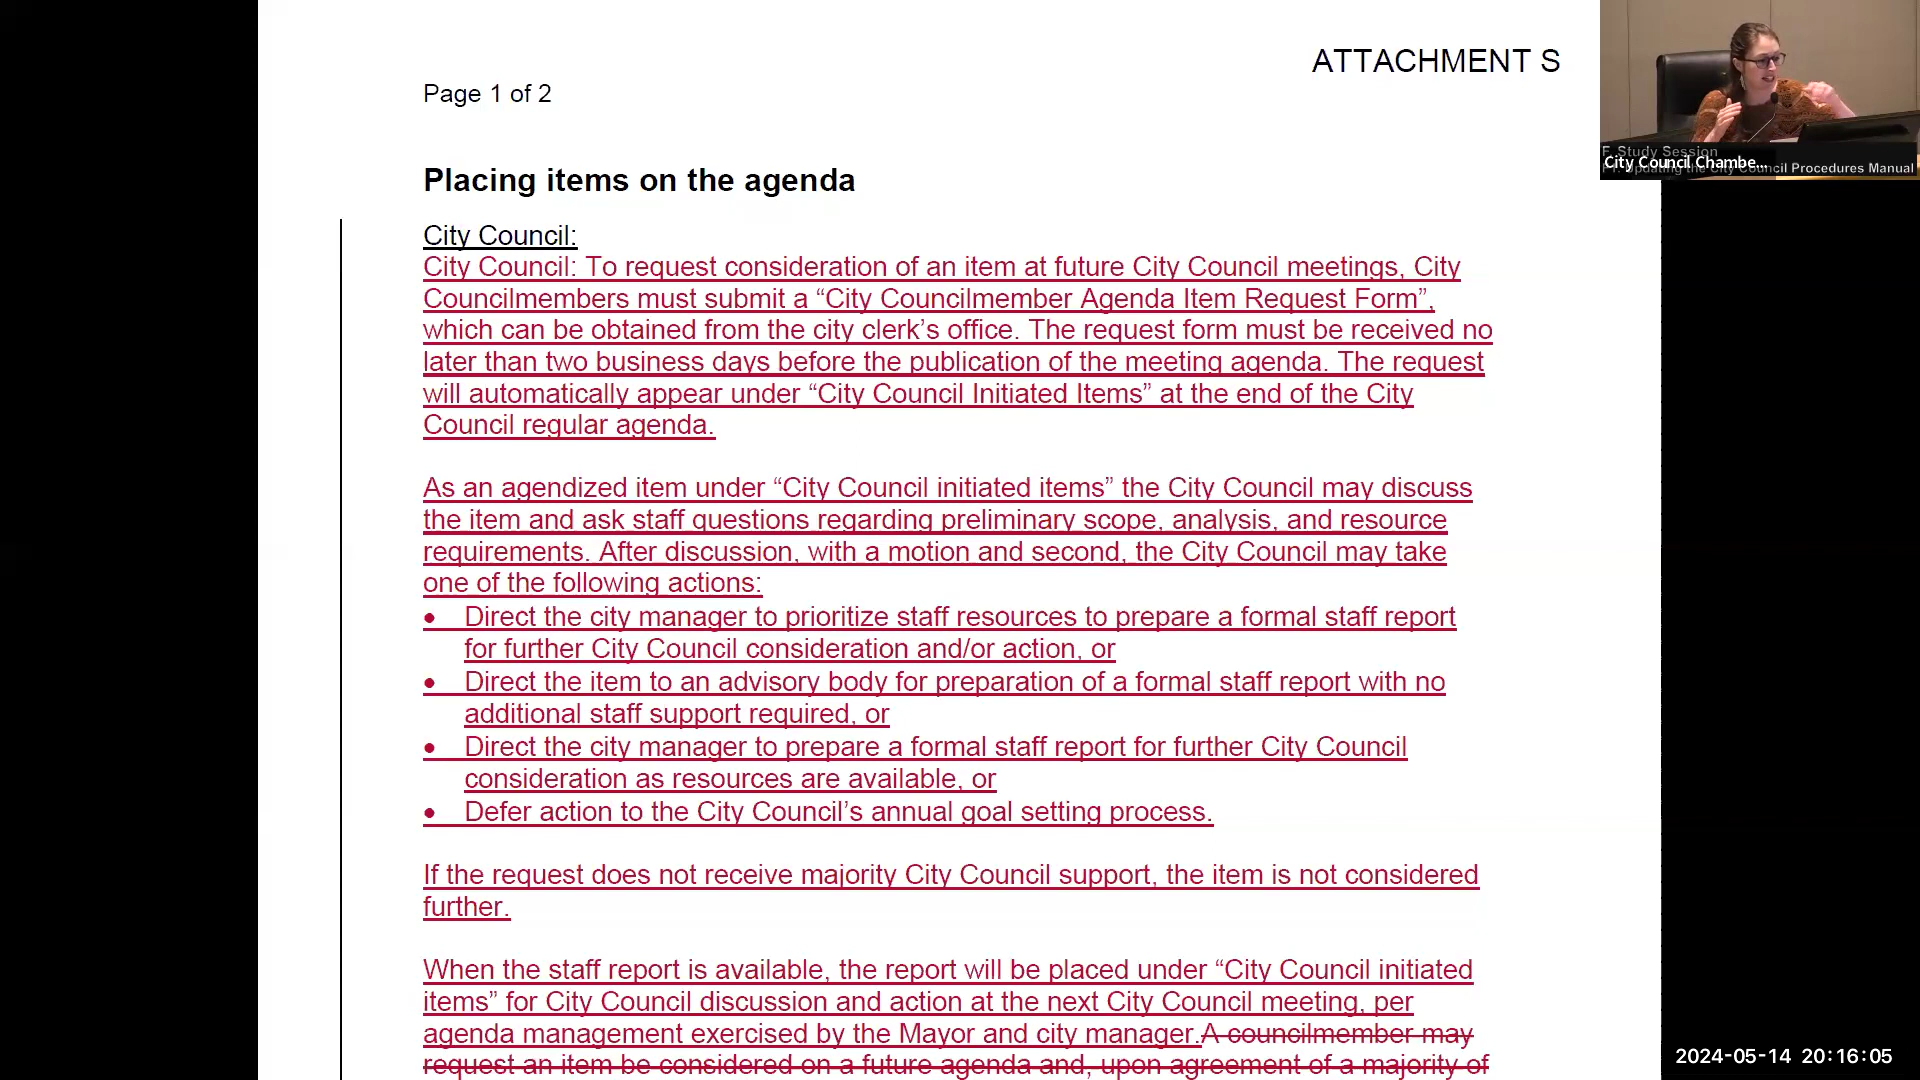 ATTACHMENT S
Page 1 of 2
Placing items on the agenda
City Council:
City Council: To request consideration of an item at future City Council meetings, City
Councilmembers must submit a “City Councilmember Agenda Item Request Form”,
which can be obtained from the city clerk’s office. The request form must be received no
later than two business days before the publication of the meeting agenda. The request
will automatically appear under “City Council Initiated Items” at the end of the City
Council regular agenda.
As an agendized item under “City Council initiated items” the City Council may discuss
the item and ask staff questions regarding preliminary scope, analysis, and resource
requirements. After discussion, with a motion and second, the City Council may take
one of the following actions:
• Direct the city manager to prioritize staff resources to prepare a formal staff report
for further City Council consideration and/or action, or
• Direct the item to an advisory body for preparation of a formal staff report with no
additional staff support required, or
• Direct the city manager to prepare a formal staff report for further City Council
consideration as resources are available, or
• Defer action to the City Council’s annual goal setting process.
If the request does not receive majority City Council support, the item is not considered
further.
When the staff report is available, the report will be placed under “City Council initiated
items” for City Council discussion and action at the next City Council meeting, per
agenda management exercised by the Mayor and city manager. A councilmember may
request an item be considered on a future agenda and, upon agreement of a majority of
F. Study Session
City Council Chambe...
Updating the City Council Procedures Manual
2024-05-14 20:16:05